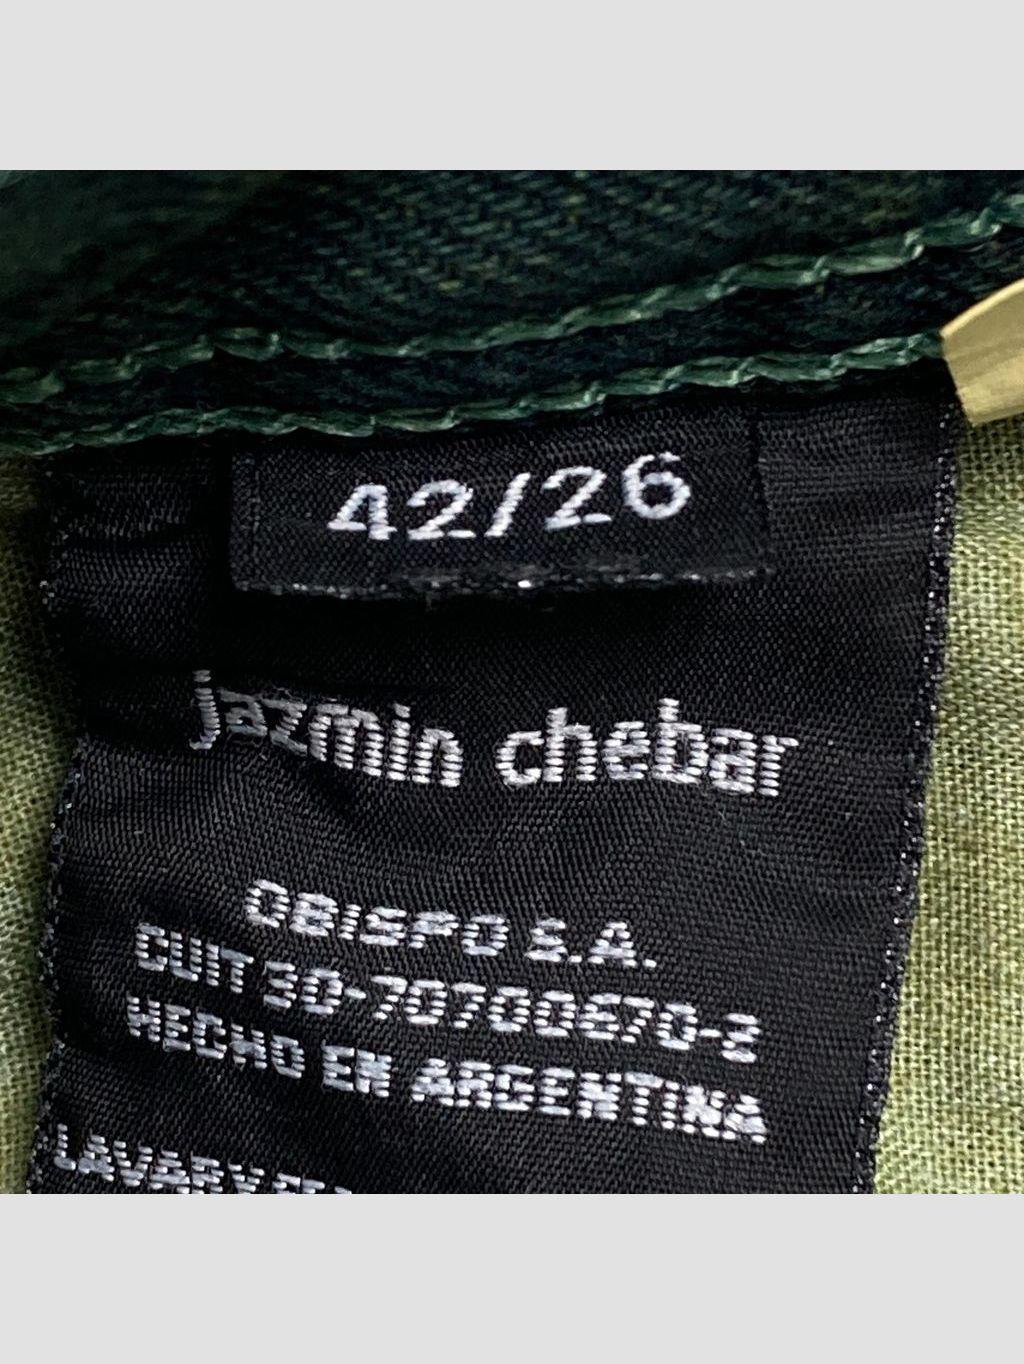 42/26
jazmin chebar
OBISPO S.A.
CUIT 30-70700670-2
HECHO EN ARGENTINA